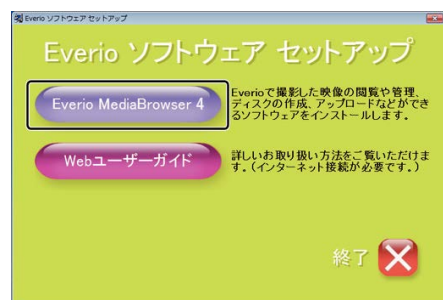 Everio ソフトウェア セットアップ
Everio ソフトウェア セットアップ
Everio MediaBrowser 4
Everioで撮影した映像の閲覧や管理、
ディスクの作成、アップロードなどができ
るソフトウェアをインストールします。
Webユーザーガイド
詳しいお取り扱い方法をご覧いただけま
す。(インターネット接続が必要です。)
終了